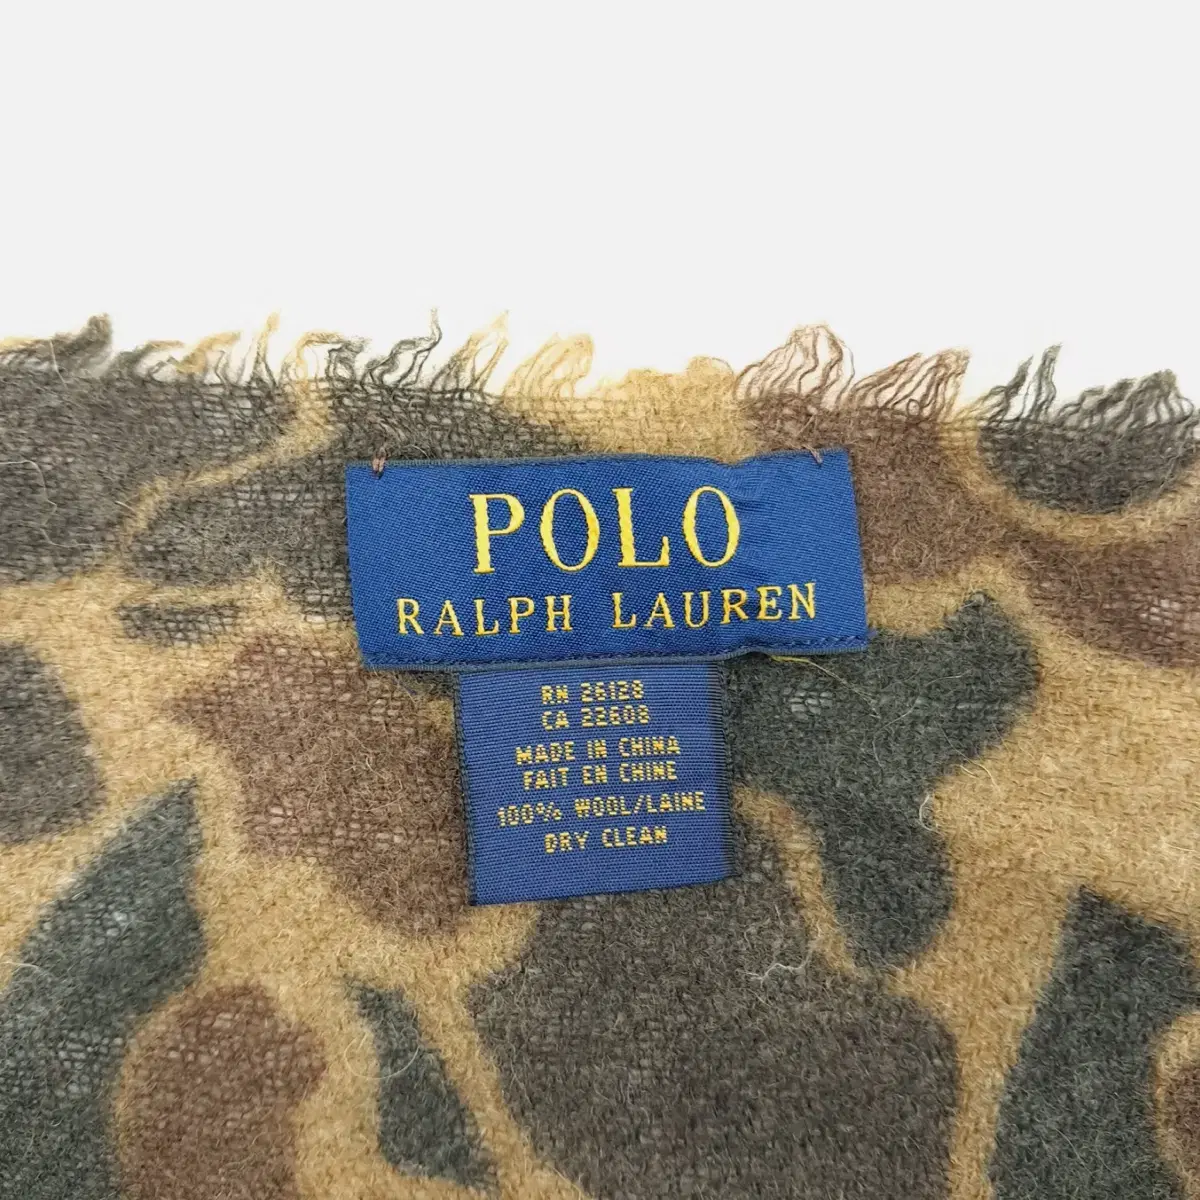 POLO
RALPH LAUREN
RN 26128
CA 22608
MADE IN CHINA
FAIT EN CHINE
100% WOOL/LAINE
DRY CLEAN